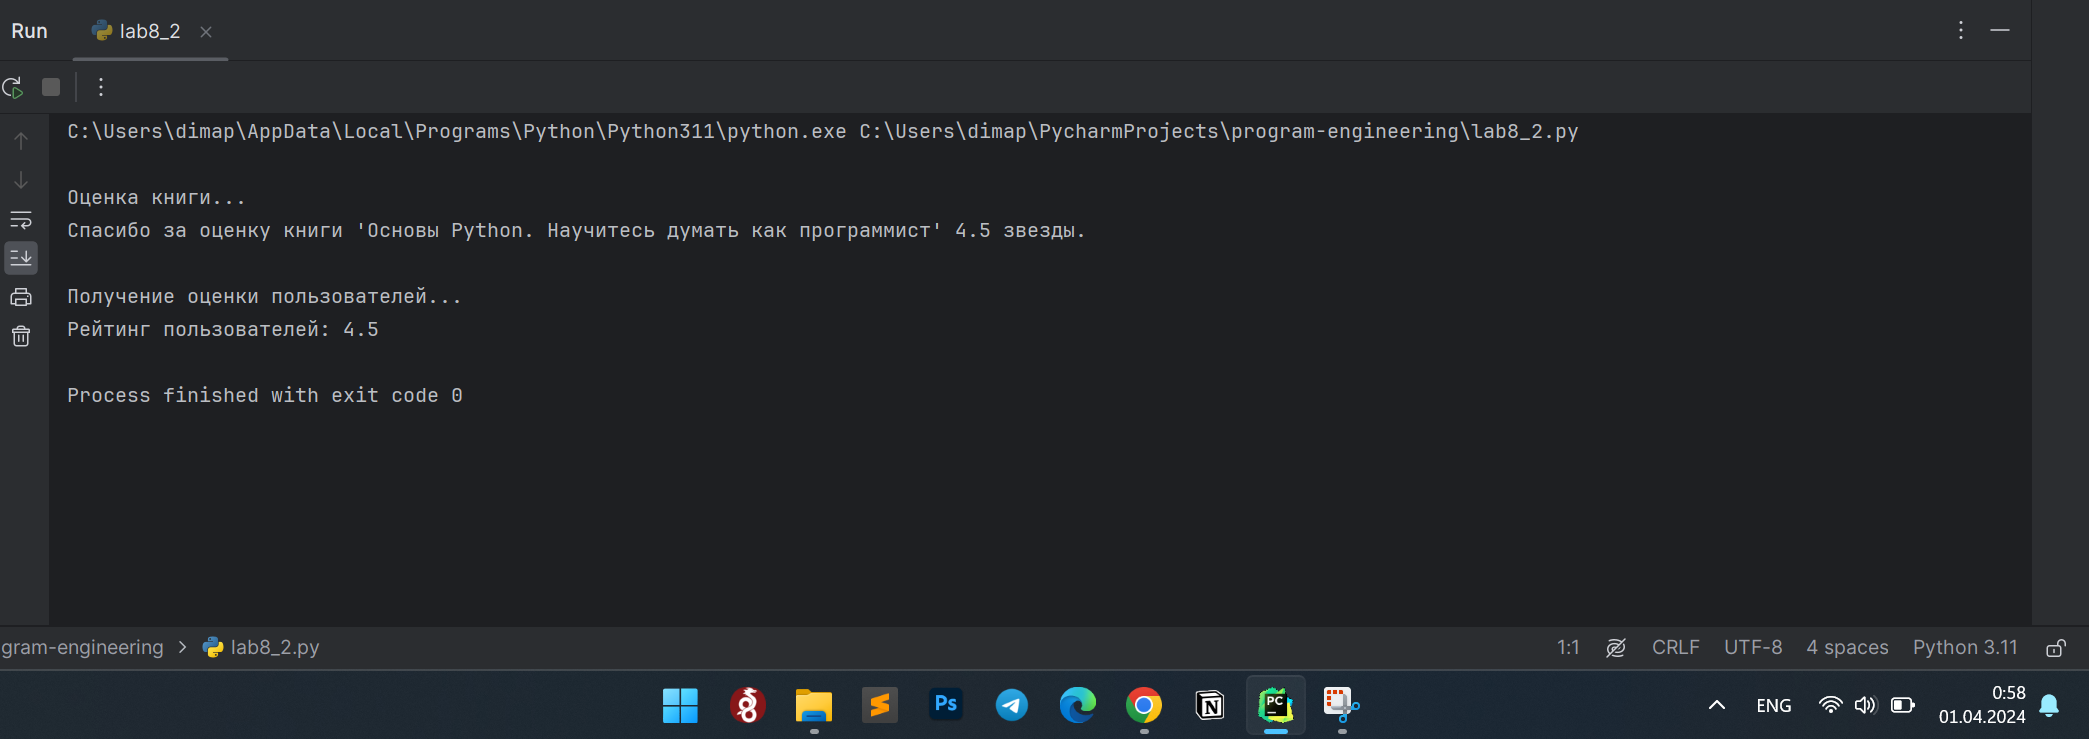 Run lab8_2
C:\Users\dimap\AppData\Local\Programs\Python\Python311\python.exe C:\Users\dimap\PycharmProjects\program-engineering\lab8_2.py
Оценка книги...
Спасибо за оценку книги 'Основы Python. Научитесь думать как программист' 4.5 звезды.
Получение оценки пользователей...
Рейтинг пользователей: 4.5
Process finished with exit code 0
gram-engineering > lab8_2.py 1:1 CRLF UTF-8 4 spaces Python 3.11
Ps N PC ENG 0:58
01.04.2024